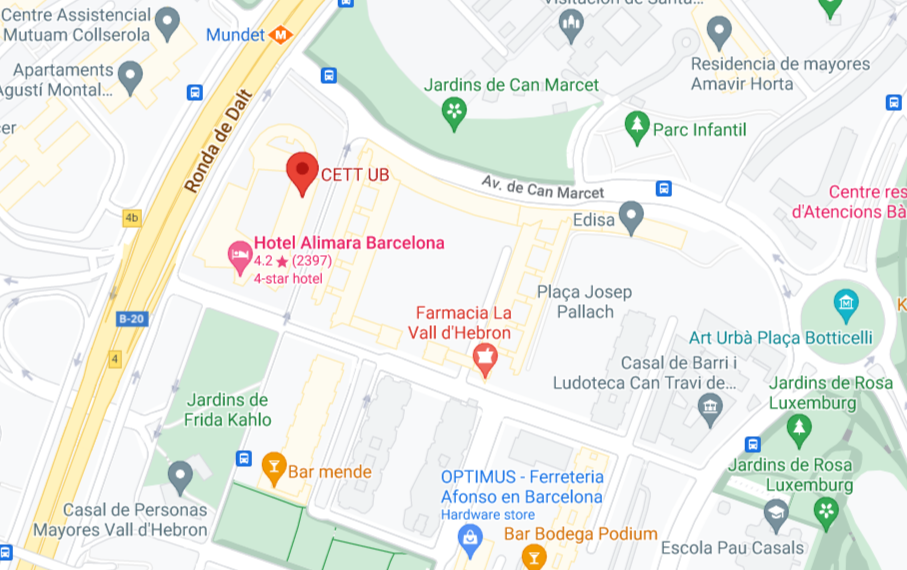 Visitación de Santa...
Centre Assistencial
Mutuam Collserola
Mundet
M
Apartaments
Agustí Montal...
Residencia de mayores
Amavir Horta
Jardins de Can Marcet
Parc Infantil
Ronda de Dalt
CETT UB
Av. de Can Marcet
Centre res
d'Atencions Bà
4b
Edisa
Hotel Alimara Barcelona
4.2 ★ (2397)
4-star hotel
Plaça Josep
Pallach
B-20
Farmacia La
Vall d'Hebron
Art Urbà Plaça Botticelli
K
4
Casal de Barri i
Ludoteca Can Travi de...
Jardins de
Frida Kahlo
Jardins de Rosa
Luxemburg
Bar mende
Jardins de Rosa
Luxemburg
OPTIMUS - Ferreteria
Afonso en Barcelona
Hardware store
Casal de Personas
Mayores Vall d'Hebron
Bar Bodega Podium
Escola Pau Casals